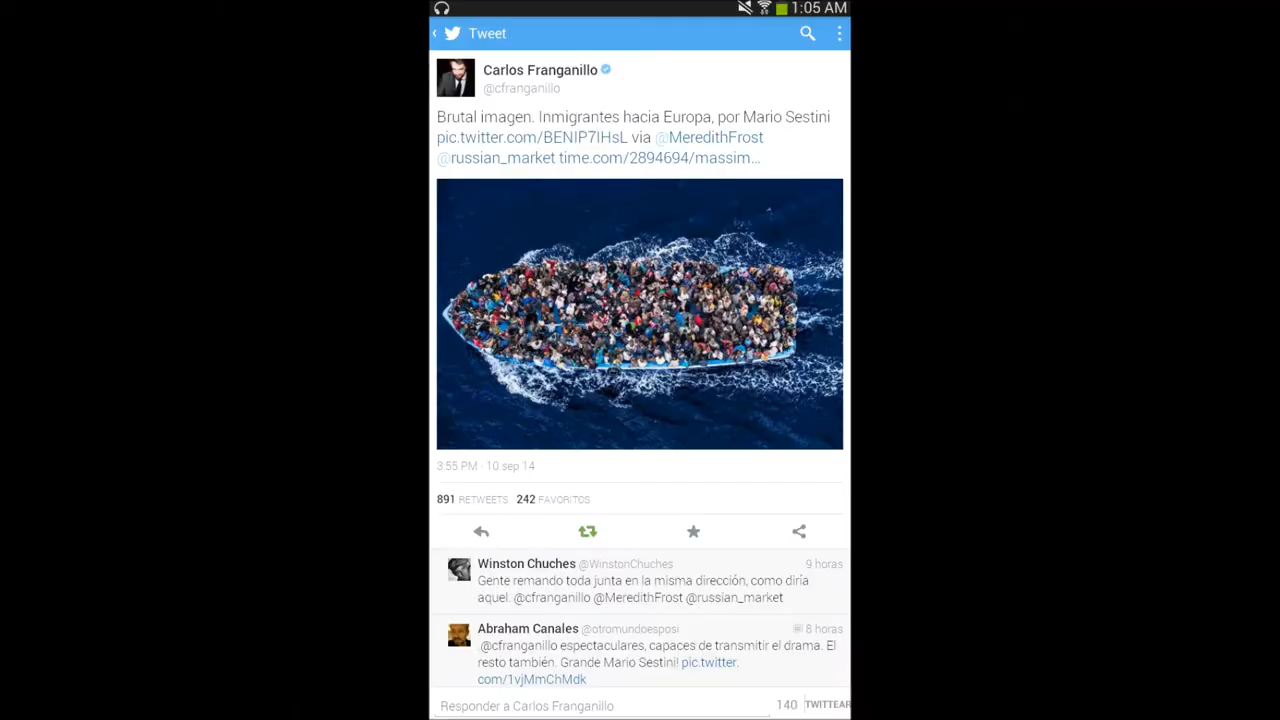 1:05 AM
Tweet
Carlos Franganillo
@cfranganillo
Brutal imagen. Inmigrantes hacia Europa, por Mario Sestini
pic.twitter.com/BENIP7IHsL via @MeredithFrost
@russian_market time.com/2894694/massim…
3:55 PM · 10 sep 14
891 RETWEETS 242 FAVORITOS
Winston Chuches @WinstonChuches 9 horas
Gente remando toda junta en la misma dirección, como diría
aquel. @cfranganillo @MeredithFrost @russian_market
Abraham Canales @otromundoesposi 8 horas
@cfranganillo espectaculares, capaces de transmitir el drama. El
resto también. Grande Mario Sestini! pic.twitter.
com/1vjMmChMdk
Responder a Carlos Franganillo 140 TWITTEAR